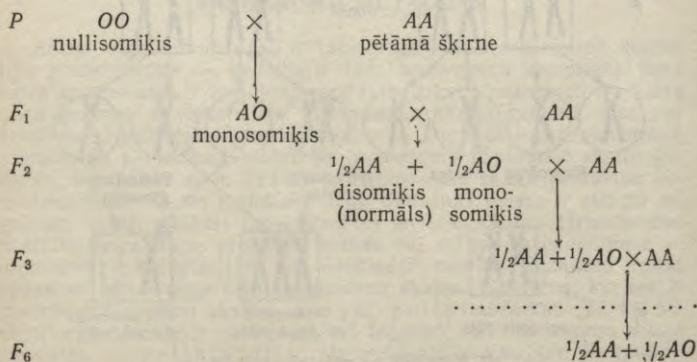 P OO × AA
nullisomiķis pētāmā šķirne
F₁ AO × AA
monosomiķis
F₂ ½AA + ½AO × AA
disomiķis mono-
(normāls) somiķis
F₃ ½AA + ½AO × AA
....................
F₆ ½AA + ½AO